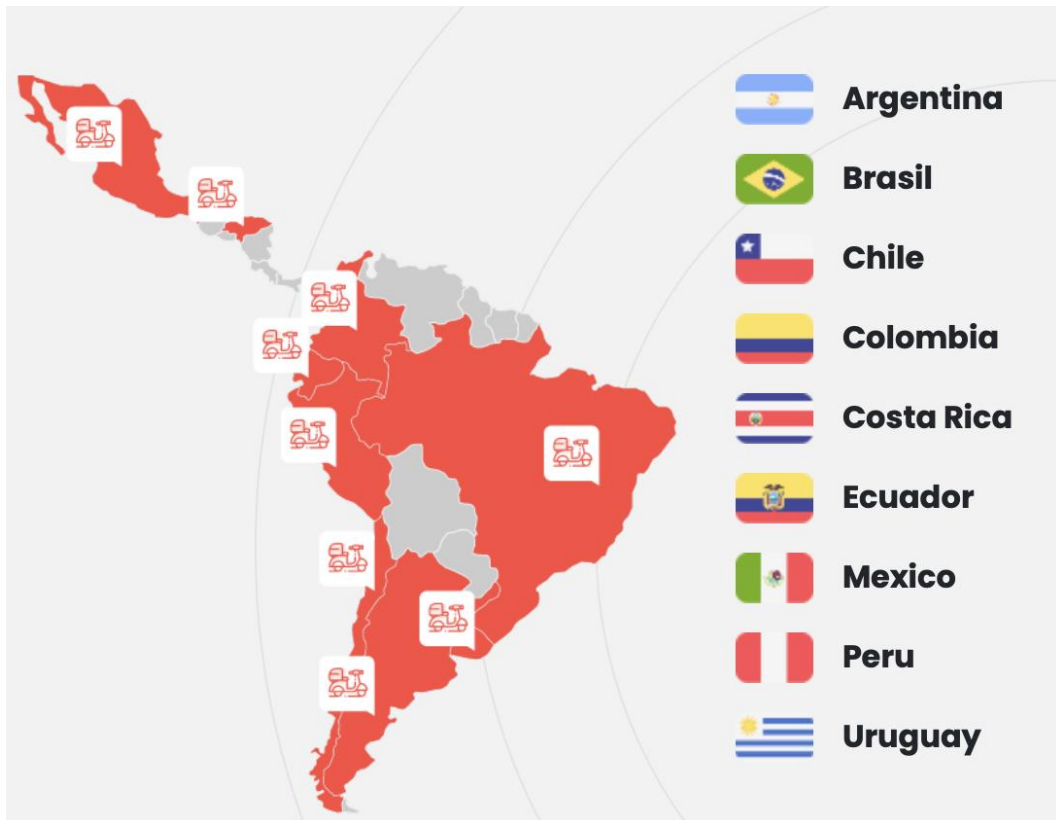 Argentina
Brasil
Chile
Colombia
Costa Rica
Ecuador
Mexico
Peru
Uruguay